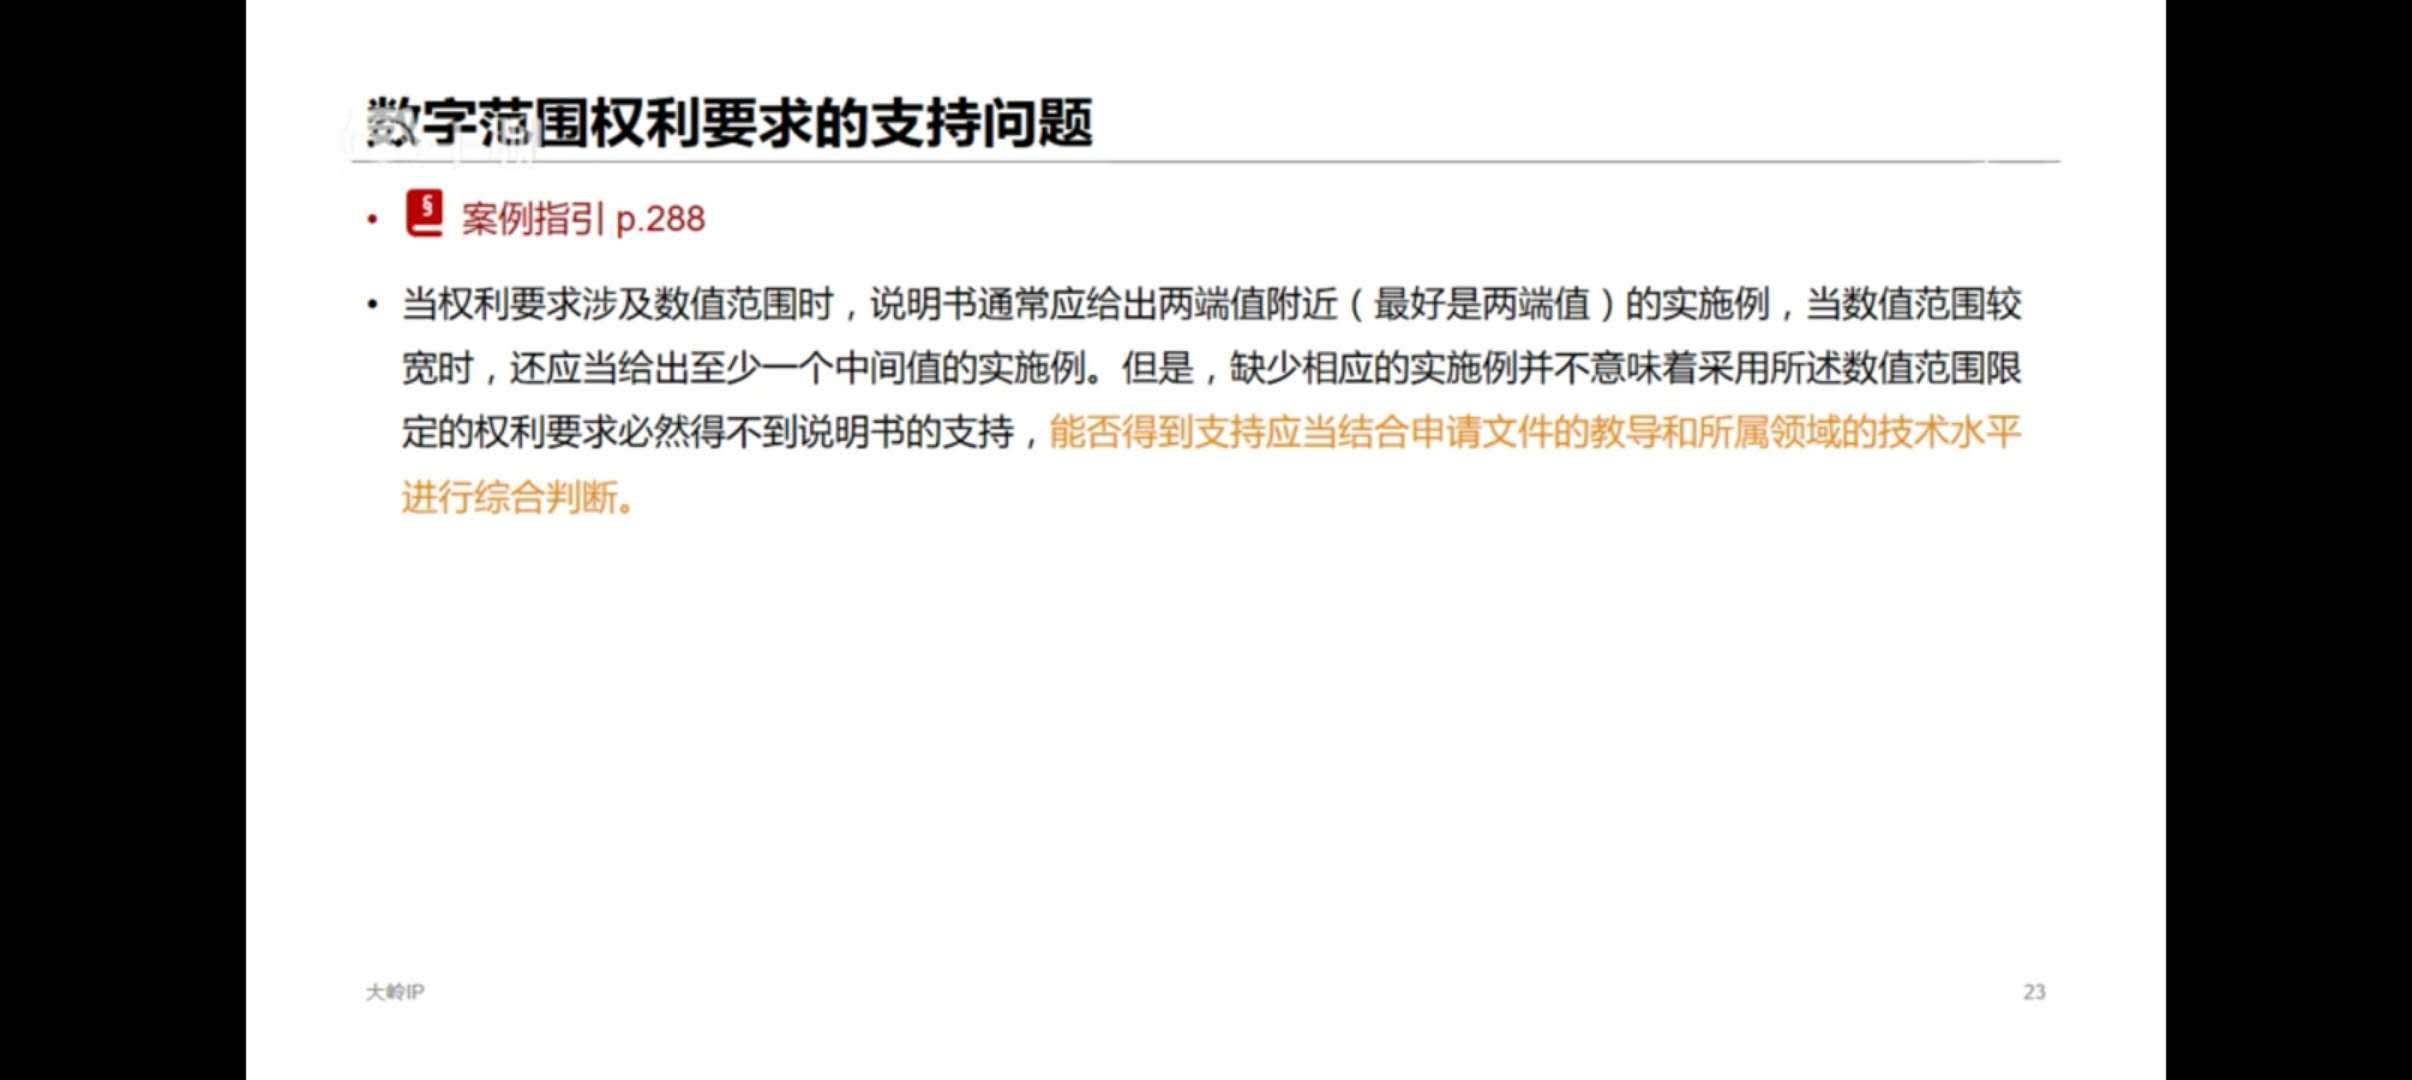 数字范围权利要求的支持问题
• § 案例指引 p.288
• 当权利要求涉及数值范围时，说明书通常应给出两端值附近（最好是两端值）的实施例，当数值范围较
宽时，还应当给出至少一个中间值的实施例。但是，缺少相应的实施例并不意味着采用所述数值范围限
定的权利要求必然得不到说明书的支持，能否得到支持应当结合申请文件的教导和所属领域的技术水平
进行综合判断。
大岭IP
23